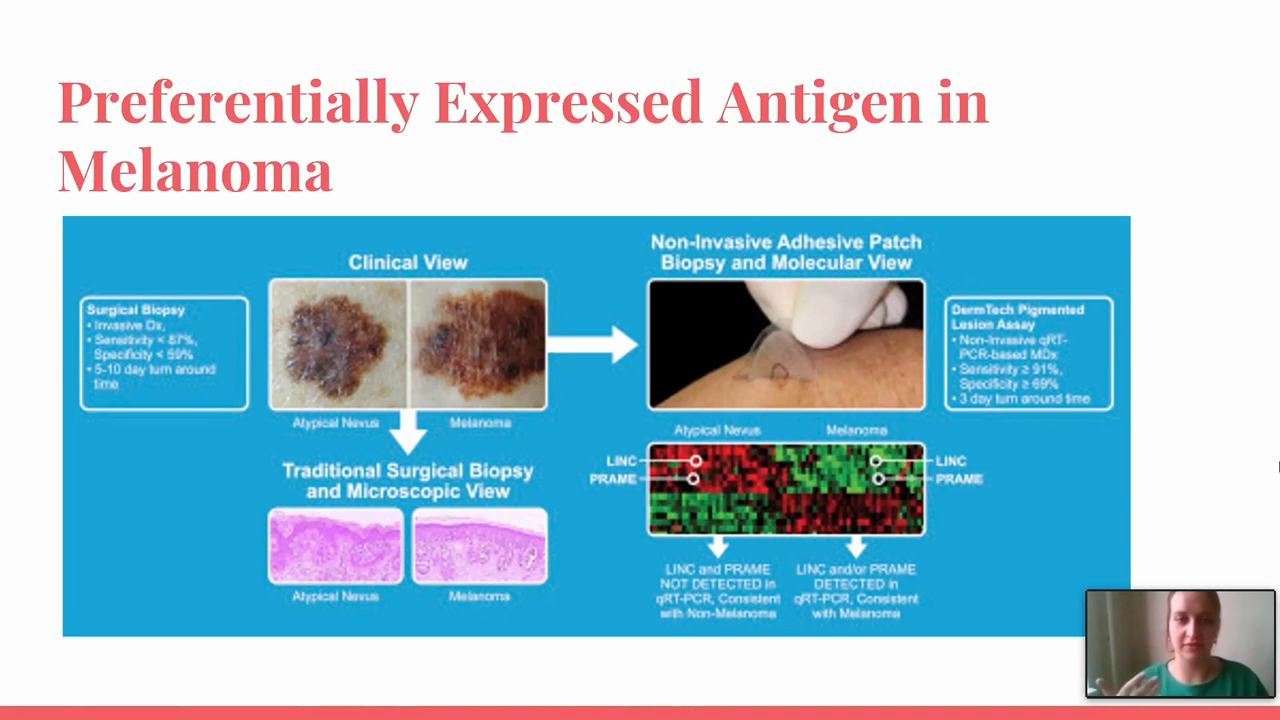 Preferentially Expressed Antigen in
Melanoma
Clinical View
Surgical Biopsy
• Invasive Dx,
• Sensitivity < 87%,
Specificity < 59%
• 5-10 day turn around
time
Atypical Nevus
Melanoma
Traditional Surgical Biopsy
and Microscopic View
Atypical Nevus
Melanoma
Non-Invasive Adhesive Patch
Biopsy and Molecular View
DermTech Pigmented
Lesion Assay
• Non-Invasive qRT-
PCR-based MDx
• Sensitivity ≥ 91%,
Specificity ≥ 69%
• 3 day turn around time
Atypical Nevus
Melanoma
LINC
LINC
PRAME
PRAME
LINC and PRAME
NOT DETECTED in
qRT-PCR, Consistent
with Non-Melanoma
LINC and/or PRAME
DETECTED in
qRT-PCR, Consistent
with Melanoma